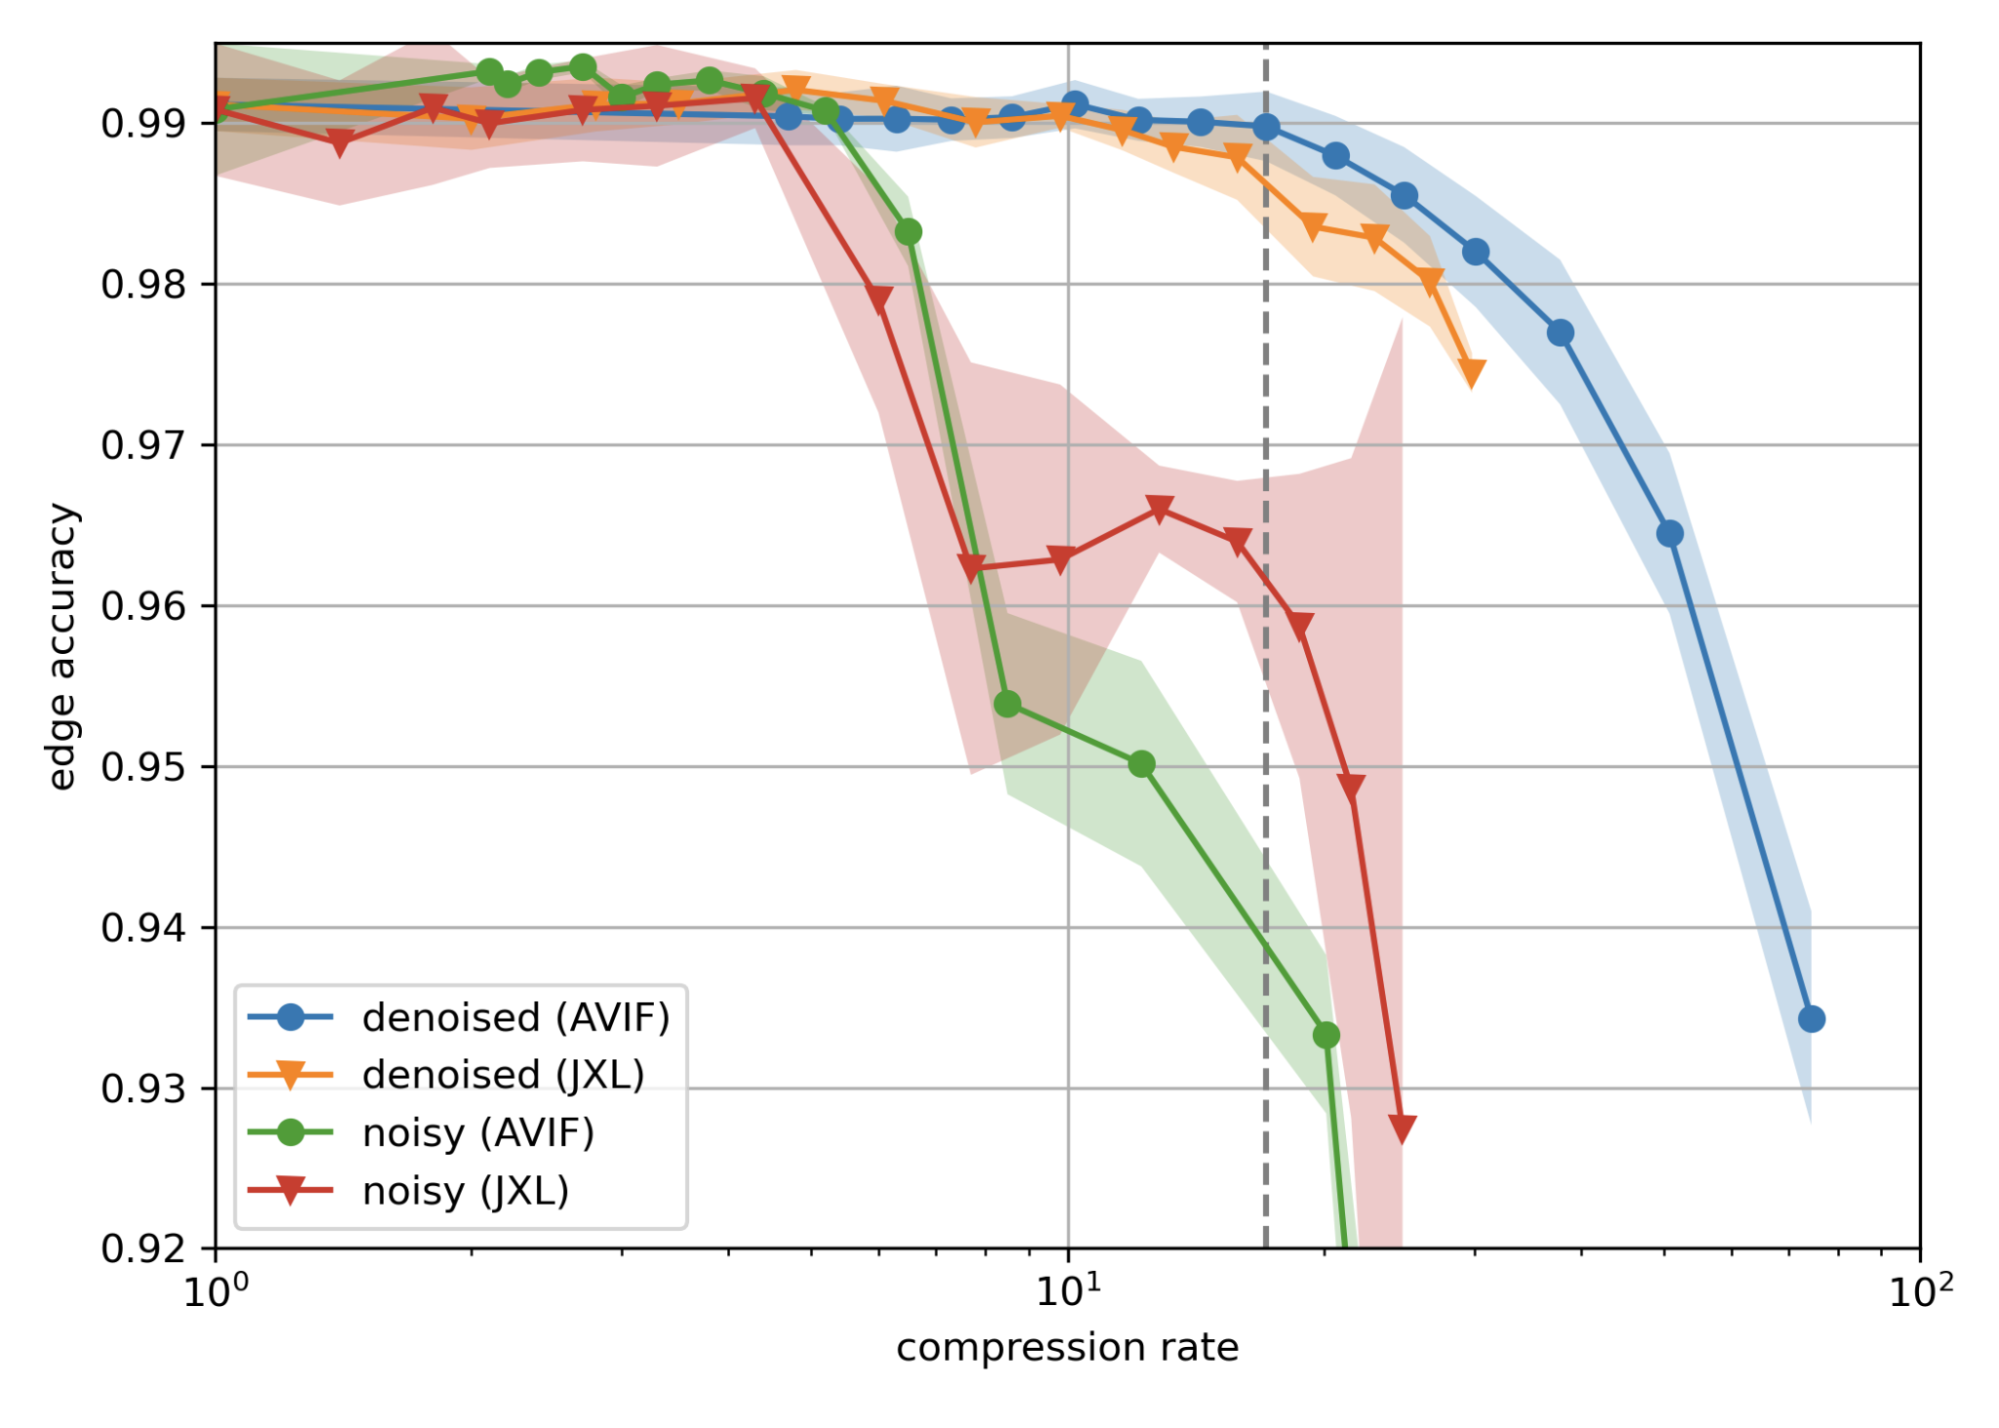 0.99
0.98
0.97
0.96
0.95
0.94
0.93
0.92
edge accuracy
denoised (AVIF)
denoised (JXL)
noisy (AVIF)
noisy (JXL)
10⁰ 10¹ 10²
compression rate